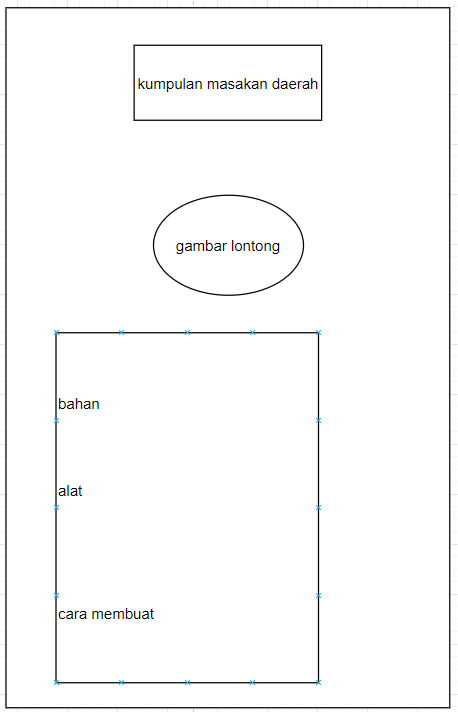 kumpulan masakan daerah
gambar lontong
bahan
alat
cara membuat